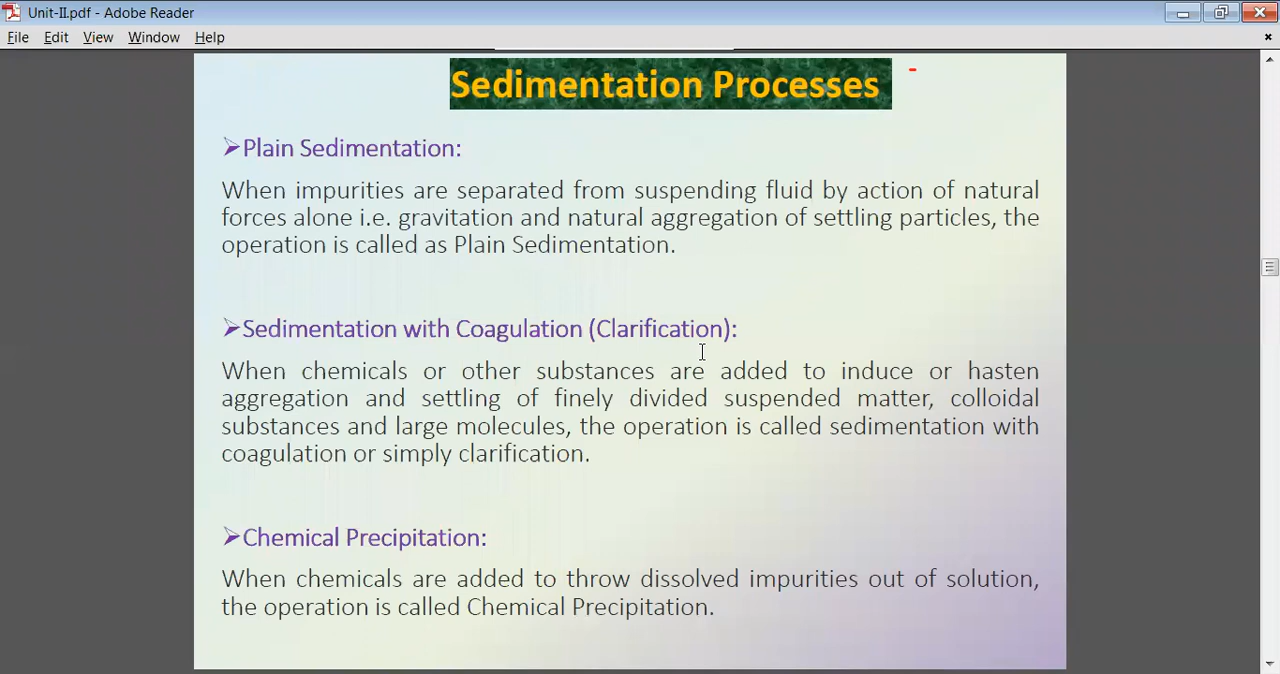 Unit-II.pdf - Adobe Reader
File Edit View Window Help
Sedimentation Processes
➢Plain Sedimentation:
When impurities are separated from suspending fluid by action of natural
forces alone i.e. gravitation and natural aggregation of settling particles, the
operation is called as Plain Sedimentation.
➢Sedimentation with Coagulation (Clarification):
When chemicals or other substances are added to induce or hasten
aggregation and settling of finely divided suspended matter, colloidal
substances and large molecules, the operation is called sedimentation with
coagulation or simply clarification.
➢Chemical Precipitation:
When chemicals are added to throw dissolved impurities out of solution,
the operation is called Chemical Precipitation.